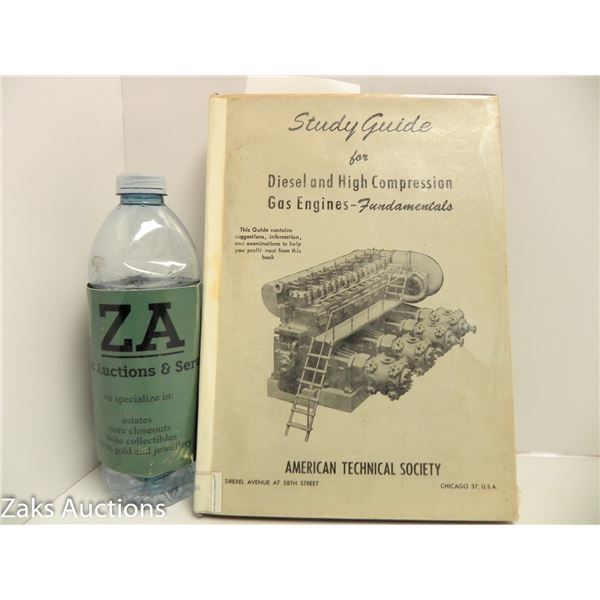 Study Guide
for
Diesel and High Compression
Gas Engines-Fundamentals
This Guide contains
suggestions, information,
and examinations to help
you profit most from this
book
AMERICAN TECHNICAL SOCIETY
DREXEL AVENUE AT 58TH STREET
CHICAGO 37, U.S.A.
ZA
Auctions & Ser
we specialize in:
estates
store closeouts
collectibles
gold and jewellery
Zaks Auctions